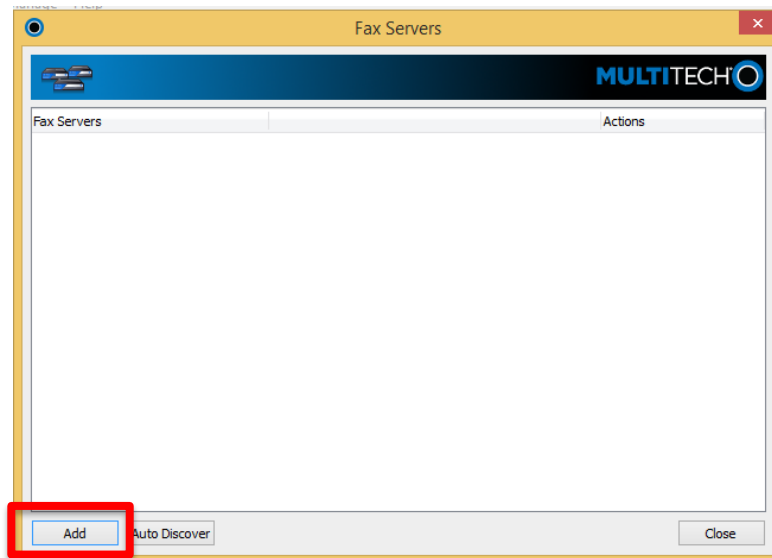 Fax Servers
MULTITECH
Fax Servers Actions
Add Auto Discover Close